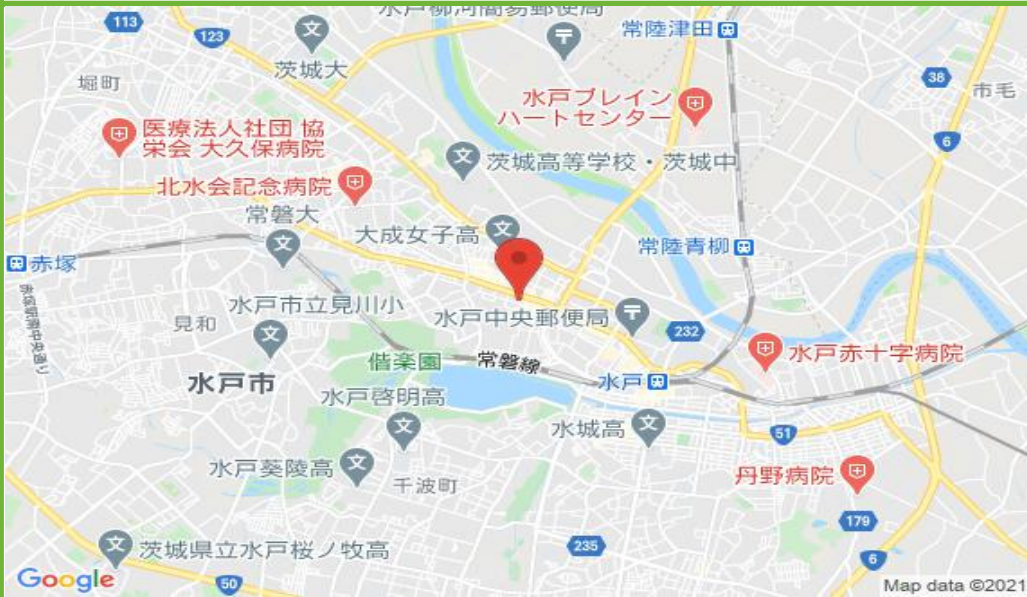 水戸柳河簡易郵便局
113
123
常陸津田
茨城大
堀町
38
市毛
水戸ブレイン
ハートセンター
医療法人社団 協
栄会 大久保病院
6
茨城高等学校・茨城中
北水会記念病院
常磐大
大成女子高
常陸青柳
赤塚
赤塚駅南中央通り
水戸市立見川小
見和
水戸中央郵便局
232
水戸赤十字病院
偕楽園
常磐線
水戸市
水戸
水戸啓明高
水城高
51
水戸葵陵高
丹野病院
千波町
179
茨城県立水戸桜ノ牧高
235
6
Google
50
Map data ©2021